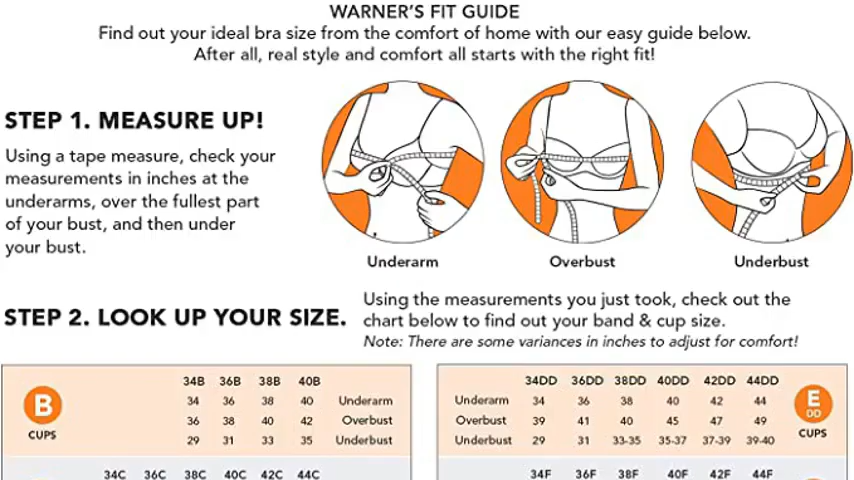 WARNER'S FIT GUIDE
Find out your ideal bra size from the comfort of home with our easy guide below.
After all, real style and comfort all starts with the right fit!
STEP 1. MEASURE UP!
Using a tape measure, check your
measurements in inches at the
underarms, over the fullest part
of your bust, and then under
your bust.
Underarm Overbust Underbust
STEP 2. LOOK UP YOUR SIZE.
Using the measurements you just took, check out the
chart below to find out your band & cup size.
Note: There are some variances in inches to adjust for comfort!
B
CUPS
34B 36B 38B 40B
34 36 38 40 Underarm
36 38 40 42 Overbust
29 31 33 35 Underbust
34C 36C 38C 40C 42C 44C
34DD 36DD 38DD 40DD 42DD 44DD
Underarm 34 36 38 40 42 44
Overbust 39 41 40 45 47 49
Underbust 29 31 33-35 35-37 37-39 39-40
E
DD
CUPS
34F 36F 38F 40F 42F 44F